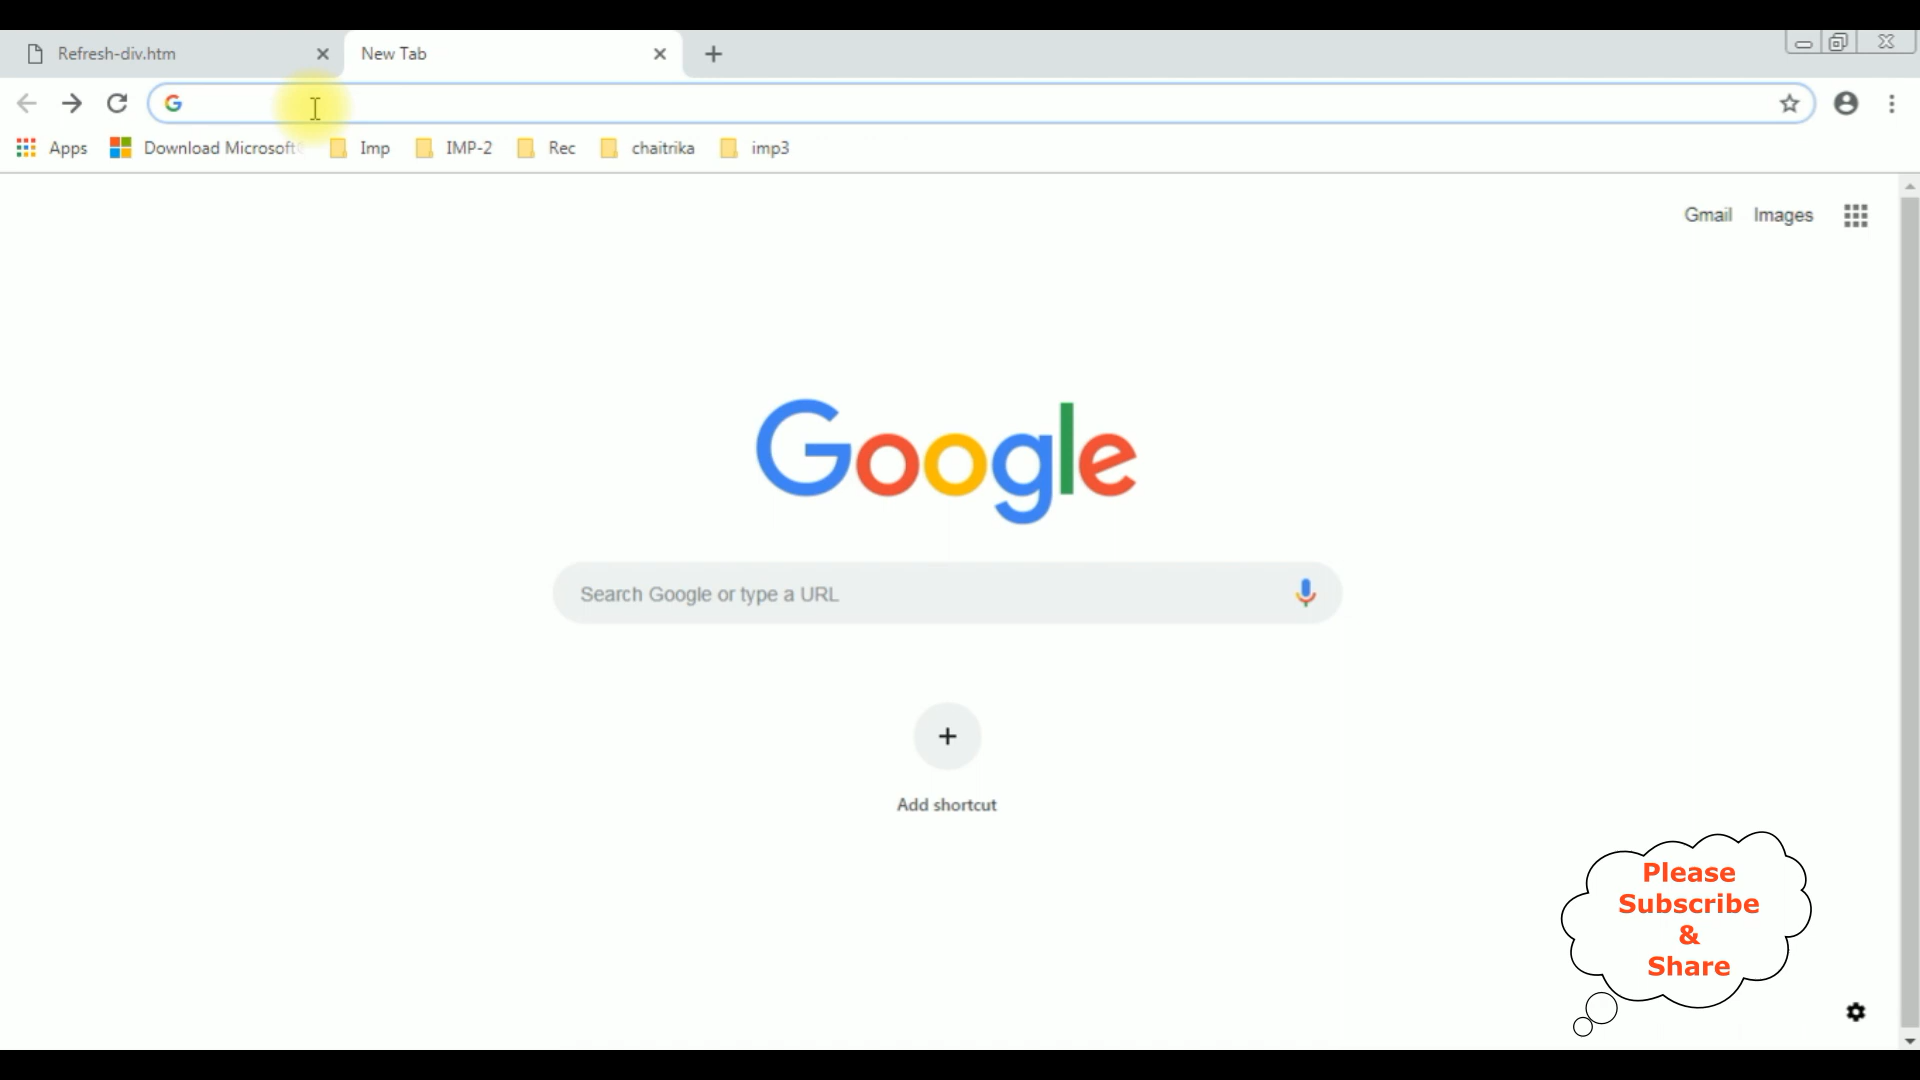 Refresh-div.htm
New Tab
Apps
Download Microsoft
Imp
IMP-2
Rec
chaitrika
imp3
Gmail
Images
Google
Search Google or type a URL
Add shortcut
Please
Subscribe
&
Share